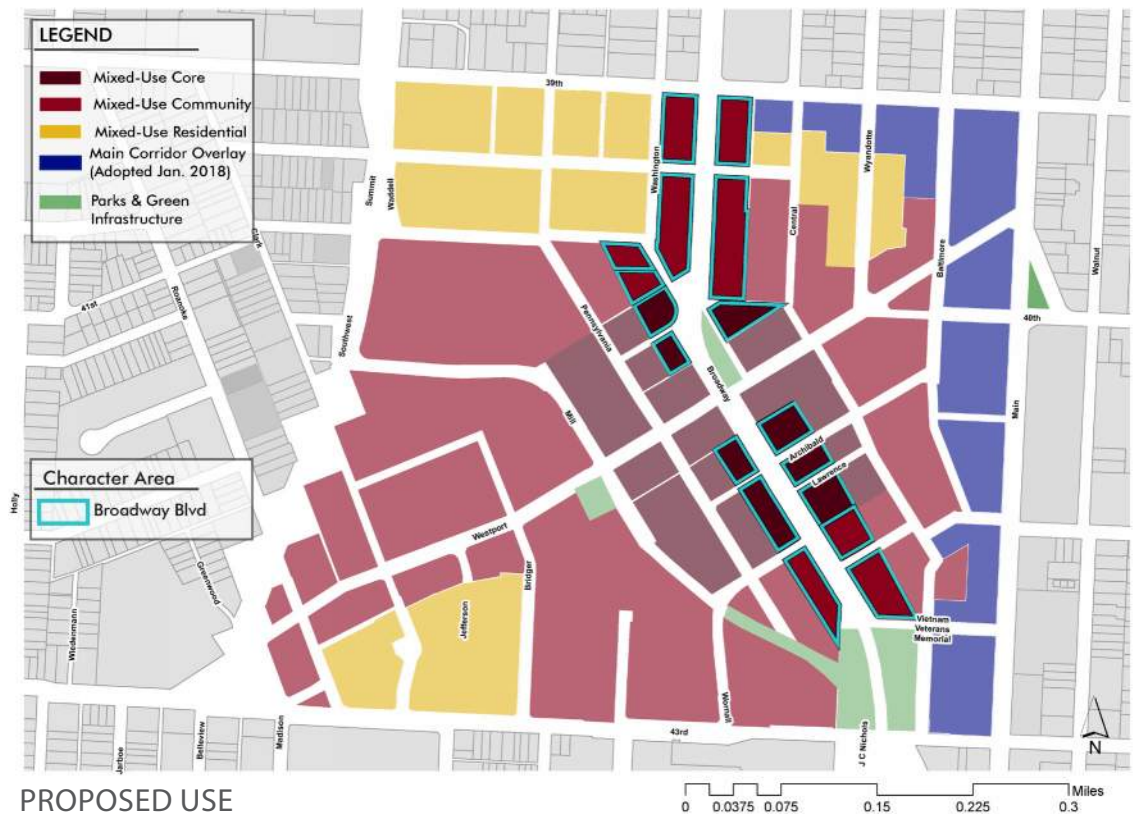 LEGEND
Mixed-Use Core
Mixed-Use Community
Mixed-Use Residential
Main Corridor Overlay
(Adopted Jan. 2018)
Parks & Green
Infrastructure
39th
Summit
Waddell
Washington
Central
Wyandotte
Baltimore
Walnut
Clark
41st
Roanoke
Southwest
Pennsylvania
Broadway
40th
Main
Mill
Archibald
Lawrence
Character Area
Broadway Blvd
Holly
Westport
Greenwood
Wiedenmann
Jefferson
Bridger
Vietnam
Veterans
Memorial
Wornall
43rd
J C Nichols
Jarboe
Belleview
Madison
N
PROPOSED USE
Miles
0 0.0375 0.075 0.15 0.225 0.3